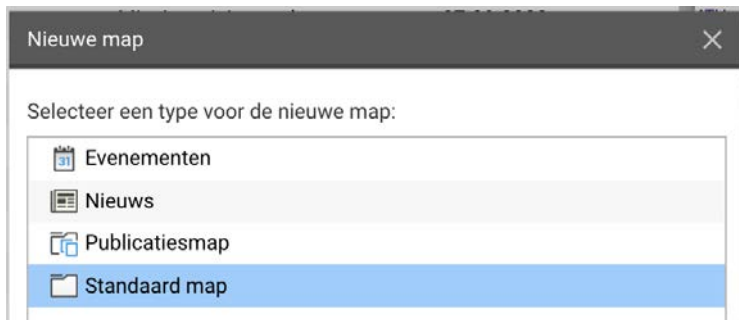 Nieuwe map
Selecteer een type voor de nieuwe map:
31 Evenementen
Nieuws
Publicatiesmap
Standaard map